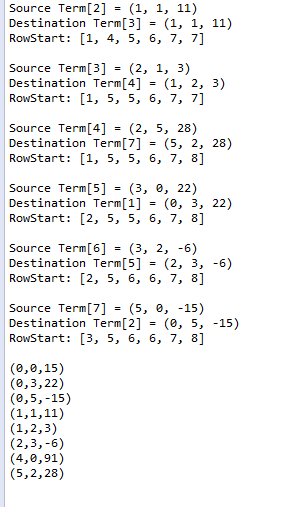 Source Term[2] = (1, 1, 11)
Destination Term[3] = (1, 1, 11)
RowStart: [1, 4, 5, 6, 7, 7]
Source Term[3] = (2, 1, 3)
Destination Term[4] = (1, 2, 3)
RowStart: [1, 5, 5, 6, 7, 7]
Source Term[4] = (2, 5, 28)
Destination Term[7] = (5, 2, 28)
RowStart: [1, 5, 5, 6, 7, 8]
Source Term[5] = (3, 0, 22)
Destination Term[1] = (0, 3, 22)
RowStart: [2, 5, 5, 6, 7, 8]
Source Term[6] = (3, 2, -6)
Destination Term[5] = (2, 3, -6)
RowStart: [2, 5, 6, 6, 7, 8]
Source Term[7] = (5, 0, -15)
Destination Term[2] = (0, 5, -15)
RowStart: [3, 5, 6, 6, 7, 8]
(0,0,15)
(0,3,22)
(0,5,-15)
(1,1,11)
(1,2,3)
(2,3,-6)
(4,0,91)
(5,2,28)